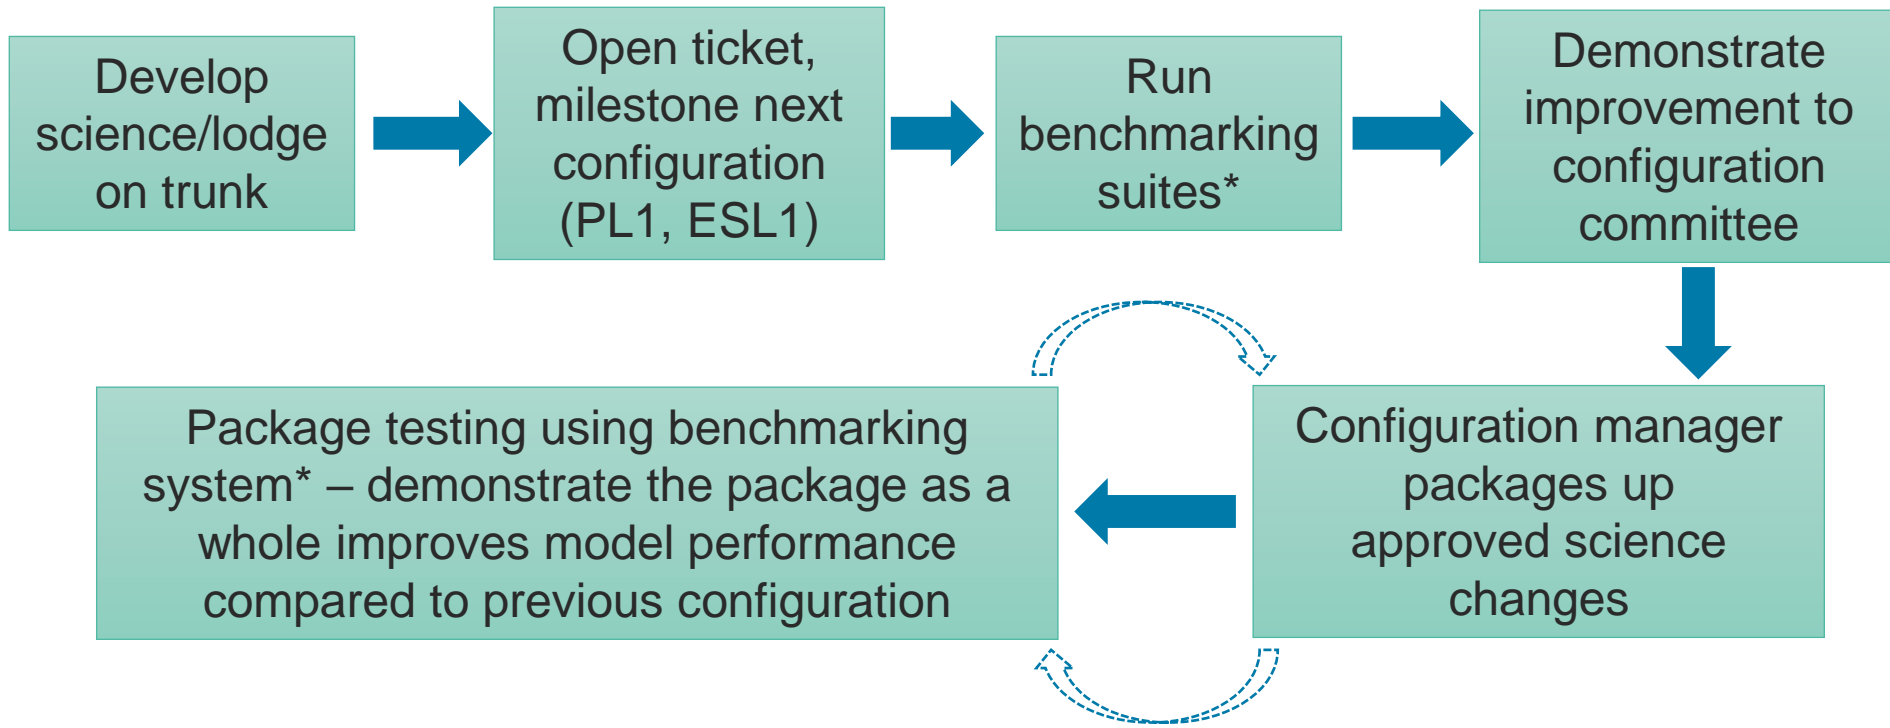 Develop
science/lodge
on trunk
Open ticket,
milestone next
configuration
(PL1, ESL1)
Run
benchmarking
suites*
Demonstrate
improvement to
configuration
committee
Package testing using benchmarking
system* – demonstrate the package as a
whole improves model performance
compared to previous configuration
Configuration manager
packages up
approved science
changes